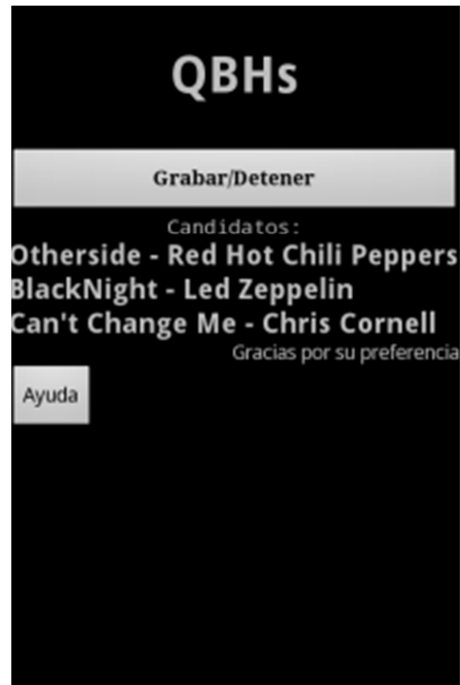 QBHs
Grabar/Detener
Candidatos:
Otherside - Red Hot Chili Peppers
BlackNight - Led Zeppelin
Can't Change Me - Chris Cornell
Gracias por su preferencia
Ayuda